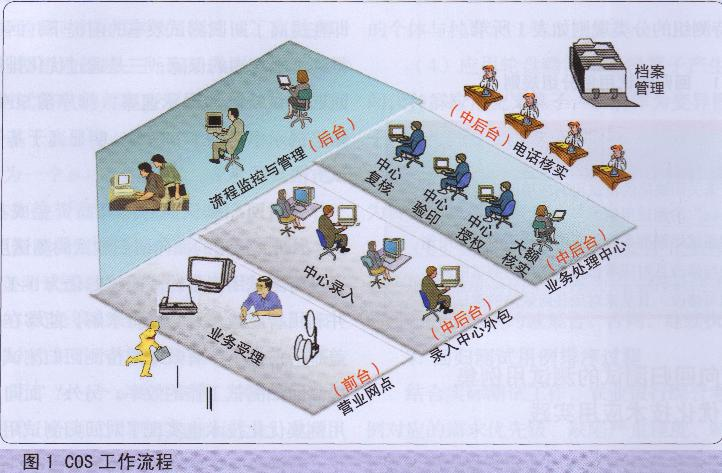 档案
管理
（中后台）电话核实
流程监控与管理（后台）
中心
复核
中心
验印
中心
授权
大额
核实
（中后台）
业务处理中心
中心录入
（中后台）
录入中心外包
业务受理
（前台）
营业网点
图 1 COS 工作流程